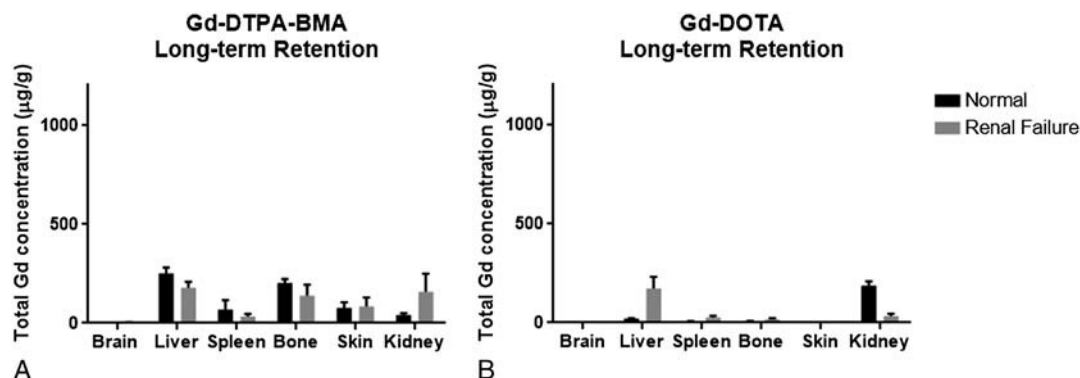 Gd-DTPA-BMA
Long-term Retention
Total Gd concentration (µg/g)
1000
500
0
Brain Liver Spleen Bone Skin Kidney
A
Gd-DOTA
Long-term Retention
Total Gd concentration (µg/g)
1000
500
0
Brain Liver Spleen Bone Skin Kidney
B
Normal
Renal Failure